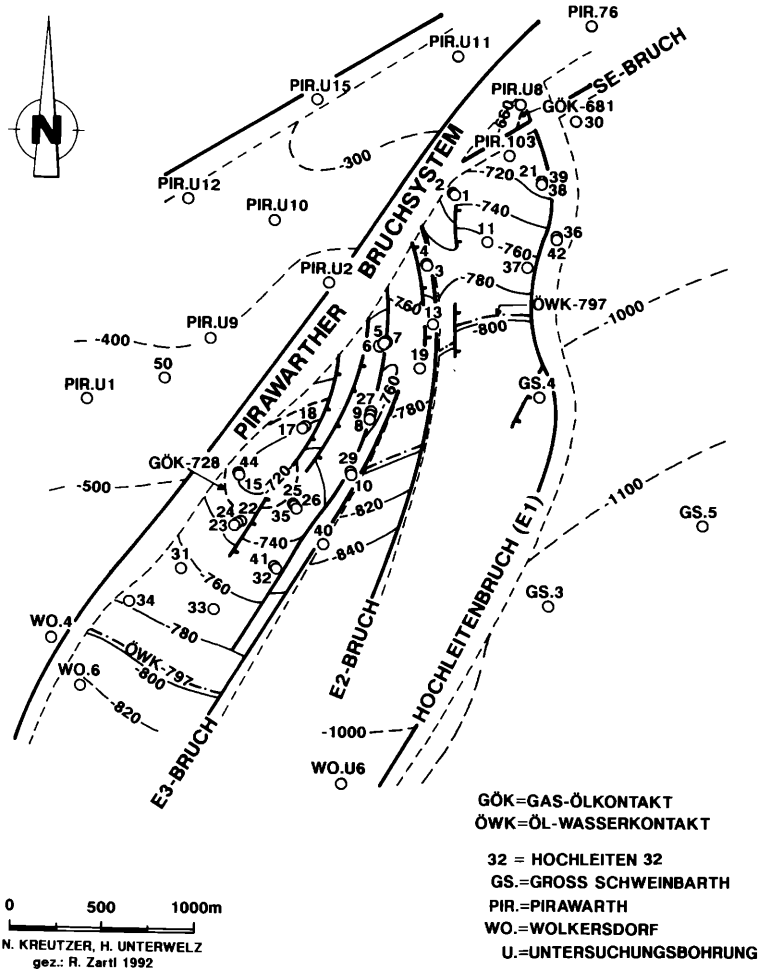 PIR.76
PIR.U11
SE-BRUCH
PIR.U15
PIR.U8
-660
GÖK-681
30
N
-300
PIR.103
PIRAWARTHER BRUCHSYSTEM
-720
21
39
38
PIR.U12
2
1
-740
PIR.U10
11
36
-760
42
4
3
37
PIR.U2
-780
-760
ÖWK-797
13
-800
-1000
PIR.U9
5
6
7
-400
50
19
PIR.U1
-760
GS.4
27
-780
9
8
18
17
GÖK-728
44
29
15
-720
10
-500
25
26
-820
-1100
24
22
35
23
GS.5
-740
40
-840
31
41
-760
32
HOCHLEITENBRUCH (E1)
34
33
GS.3
WO.4
-780
E2-BRUCH
ÖWK-797
WO.6
-800
-820
-1000
E3-BRUCH
WO.U6
GÖK=GAS-ÖLKONTAKT
ÖWK=ÖL-WASSERKONTAKT
32 = HOCHLEITEN 32
GS.=GROSS SCHWEINBARTH
PIR.=PIRAWARTH
WO.=WOLKERSDORF
U.=UNTERSUCHUNGSBOHRUNG
0 500 1000m
N. KREUTZER, H. UNTERWELZ
gez.: R. Zartl 1992